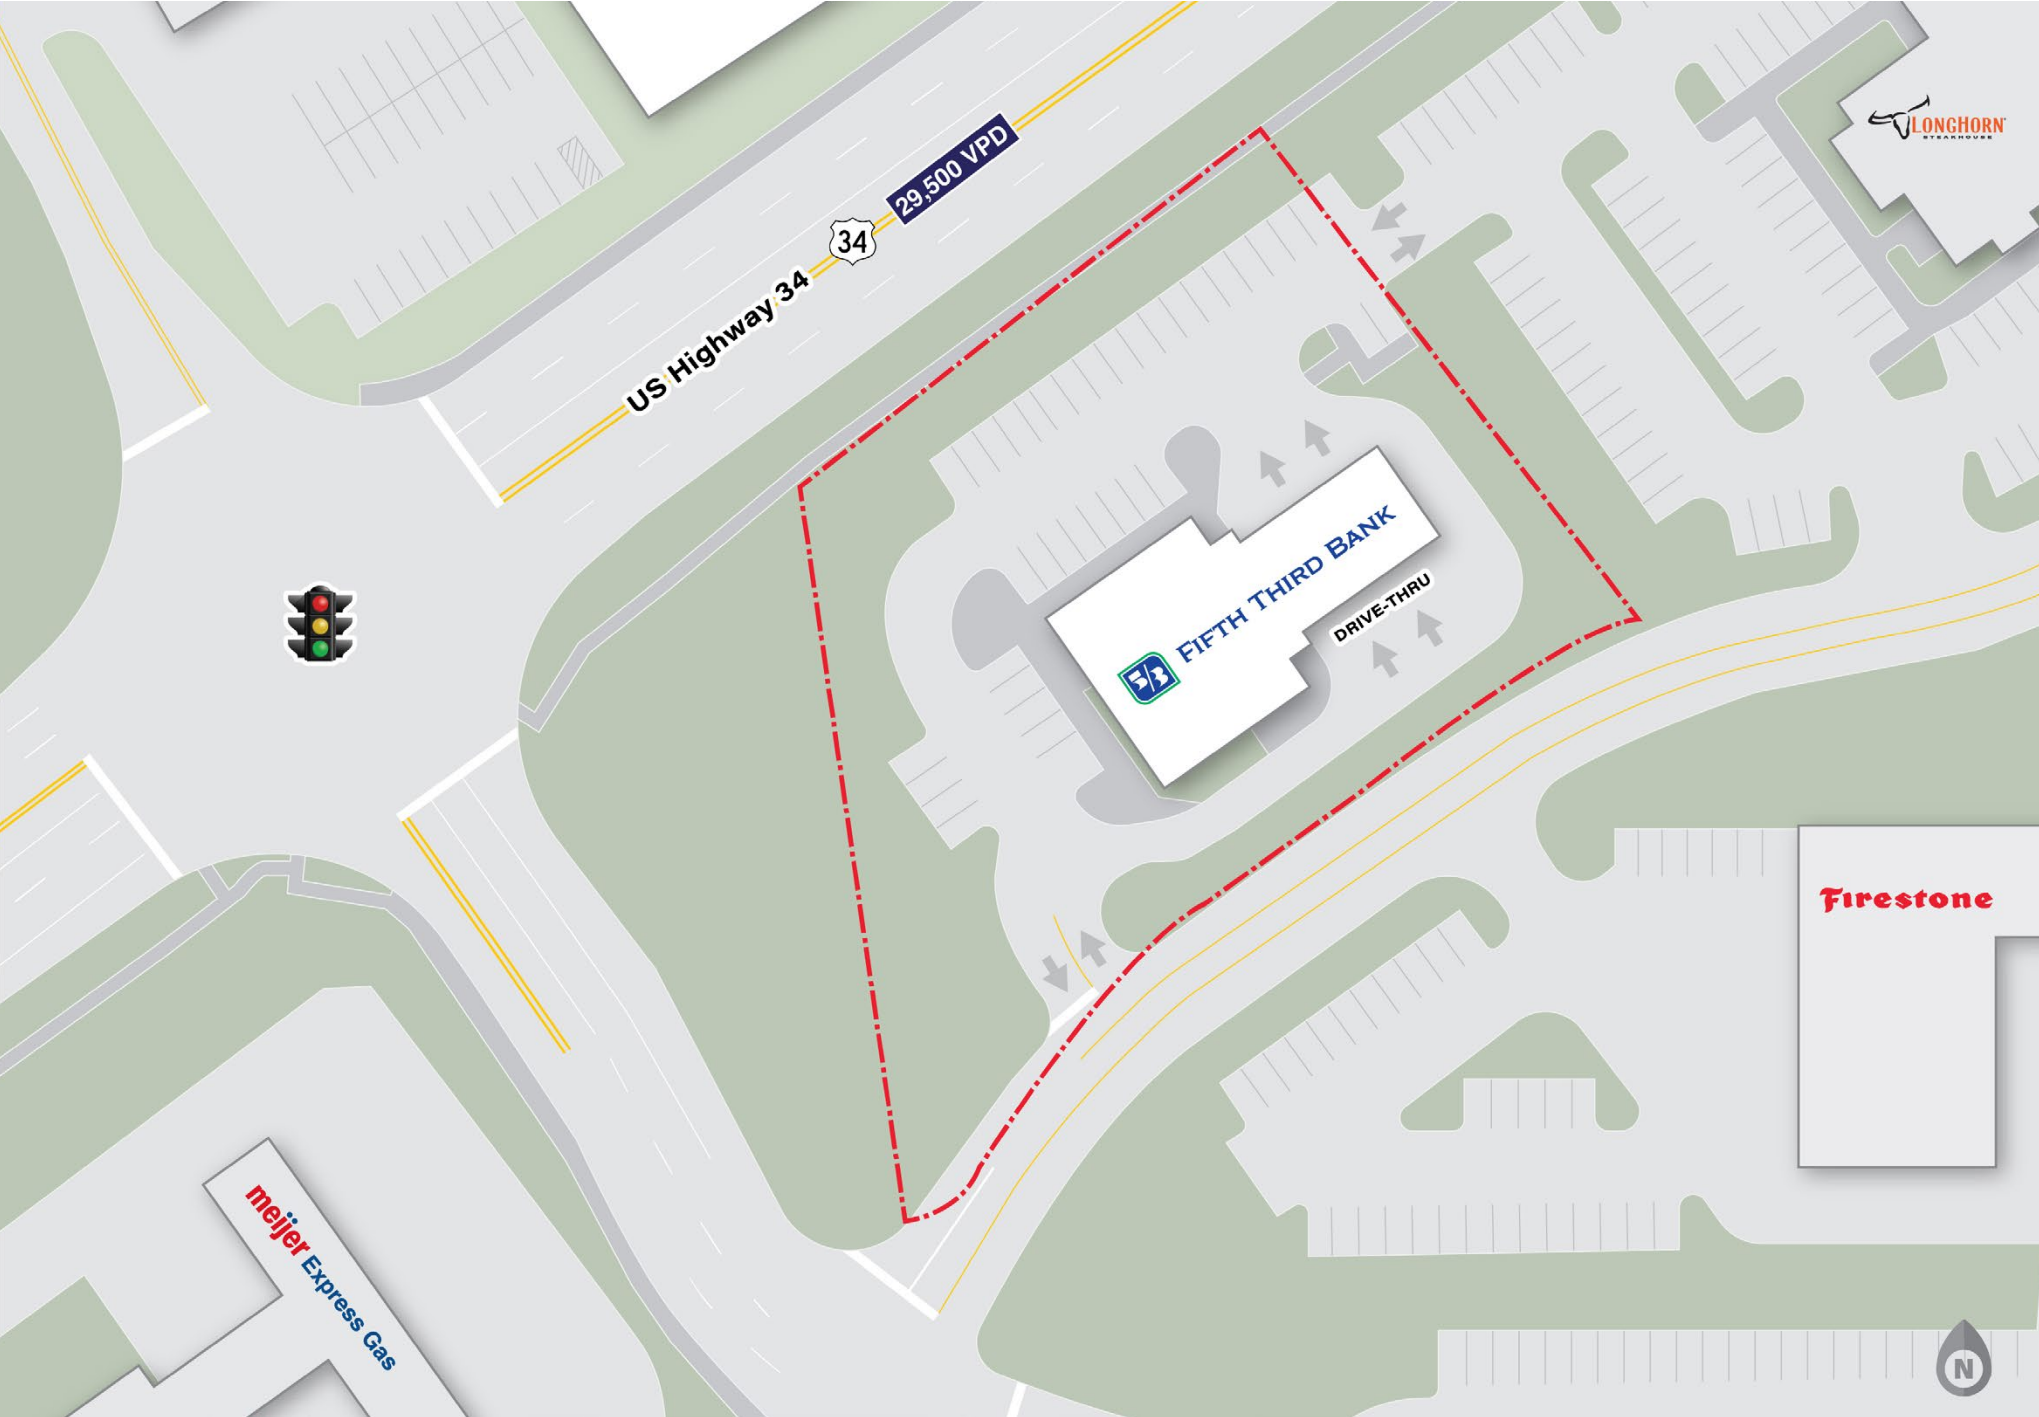 LONGHORN®
STEAKHOUSE
29,500 VPD
34
US Highway 34
5/3 FIFTH THIRD BANK
DRIVE-THRU
Firestone
meijer Express Gas
N